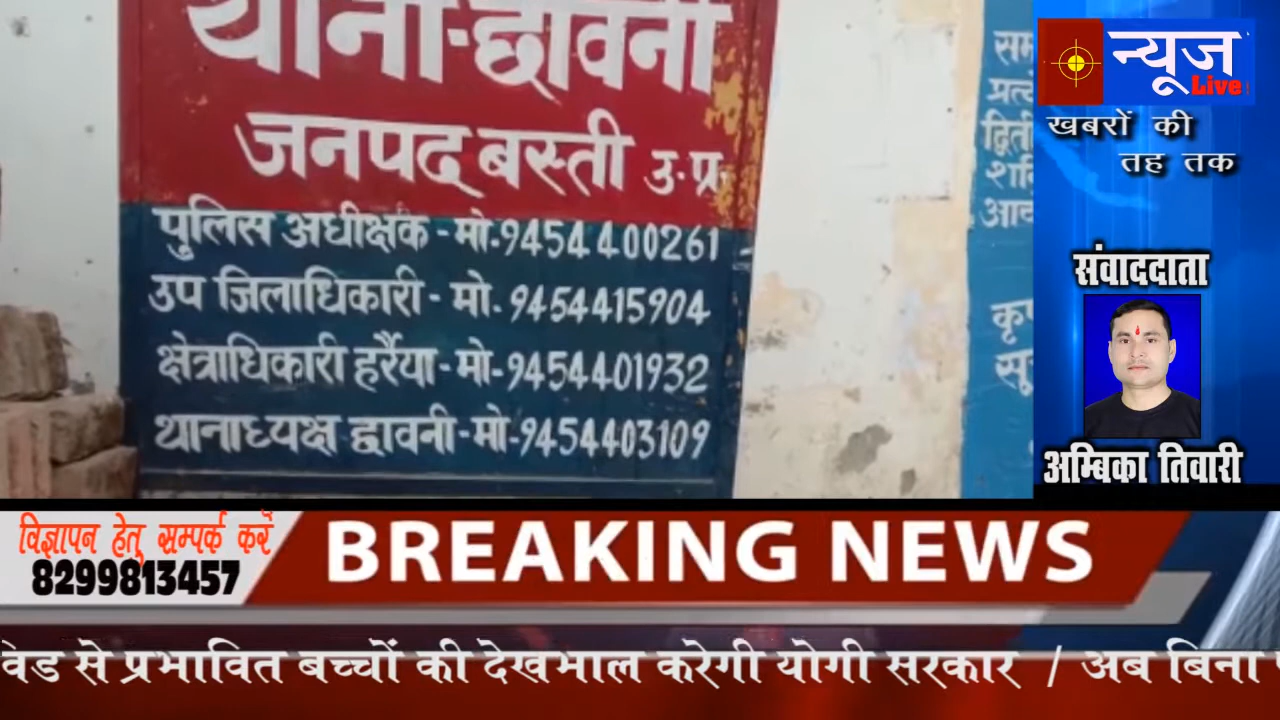 थाना-छावनी
जनपद बस्ती उ.प्र.
पुलिस अधीक्षक - मो.9454400261
उप जिलाधिकारी - मो. 9454415904
क्षेत्राधिकारी हर्रैया - मो-9454401932
थानाध्यक्ष छावनी - मो-9454403109
न्यूज
Live
खबरों की
तह तक
संवाददाता
अम्बिका तिवारी
विज्ञापन हेतु सम्पर्क करें
8299813457
BREAKING NEWS
से प्रभावित बच्चों की देखभाल करेगी योगी सरकार / अब बिना